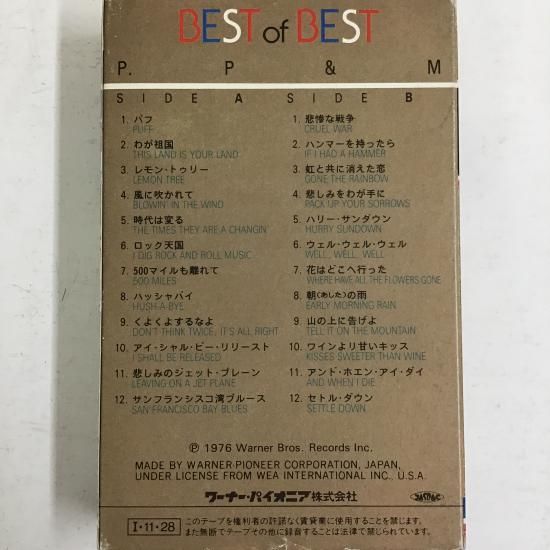 BEST of BEST
P. P & M
SIDE A SIDE B
1. パフ
PUFF
2. わが祖国
THIS LAND IS YOUR LAND
3. レモン・トゥリー
LEMON TREE
4. 風に吹かれて
BLOWIN' IN THE WIND
5. 時代は変る
THE TIMES THEY ARE A CHANGIN'
6. ロック天国
I DIG ROCK AND ROLL MUSIC
7. 500マイルも離れて
500 MILES
8. ハッシャバイ
HUSH-A-BYE
9. くよくよするなよ
DON'T THINK TWICE, IT'S ALL RIGHT
10. アイ・シャル・ビー・リリースト
I SHALL BE RELEASED
11. 悲しみのジェット・プレーン
LEAVING ON A JET PLANE
12. サンフランシスコ湾ブルース
SAN FRANCISCO BAY BLUES
1. 悲惨な戦争
CRUEL WAR
2. ハンマーを持ったら
IF I HAD A HAMMER
3. 虹と共に消えた恋
GONE THE RAINBOW
4. 悲しみをわが手に
PACK UP YOUR SORROWS
5. ハリー・サンダウン
HURRY SUNDOWN
6. ウェル・ウェル・ウェル
WELL, WELL, WELL
7. 花はどこへ行った
WHERE HAVE ALL THE FLOWERS GONE
8. 朝(あした)の雨
EARLY MORNING RAIN
9. 山の上に告げよ
TELL IT ON THE MOUNTAIN
10. ワインより甘いキッス
KISSES SWEETER THAN WINE
11. アンド・ホエン・アイ・ダイ
AND WHEN I DIE
12. セトル・ダウン
SETTLE DOWN
℗ 1976 Warner Bros. Records Inc.
MADE BY WARNER-PIONEER CORPORATION, JAPAN,
UNDER LICENSE FROM WEA INTERNATIONAL INC., U.S.A.
ワーナー・パイオニア株式会社
JASRAC
I・11・28
このテープを権利者の許諾なく賃貸業に使用することを禁じます。
また無断でテープその他に録音することは法律で禁じられています。